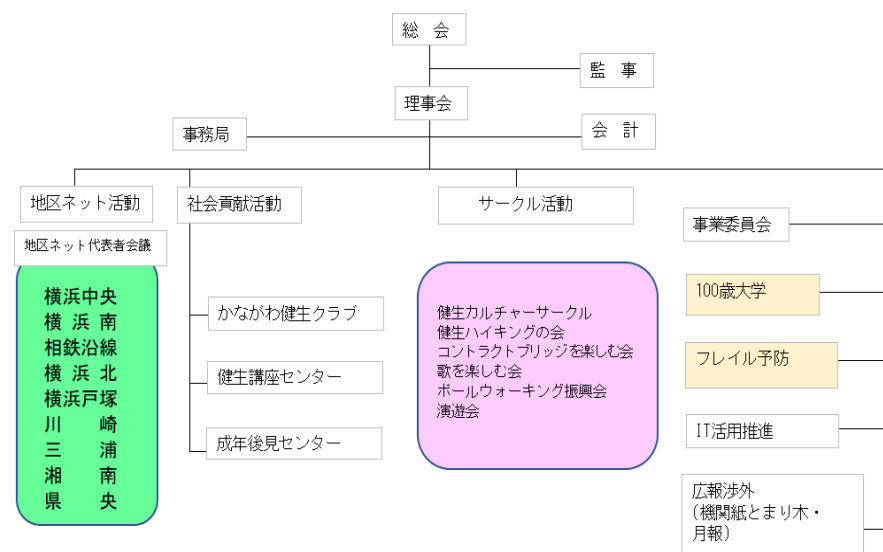 総　会
監　事
理事会
事務局
会　計
地区ネット活動
社会貢献活動
サークル活動
地区ネット代表者会議
横浜中央
横 浜 南
相鉄沿線
横 浜 北
横浜戸塚
川　　崎
三　　浦
湘　　南
県　　央
かながわ健生クラブ
健生講座センター
成年後見センター
健生カルチャーサークル
健生ハイキングの会
コントラクトブリッジを楽しむ会
歌を楽しむ会
ポールウォーキング振興会
演遊会
事業委員会
100歳大学
フレイル予防
IT活用推進
広報渉外
（機関紙とまり木・
月報）